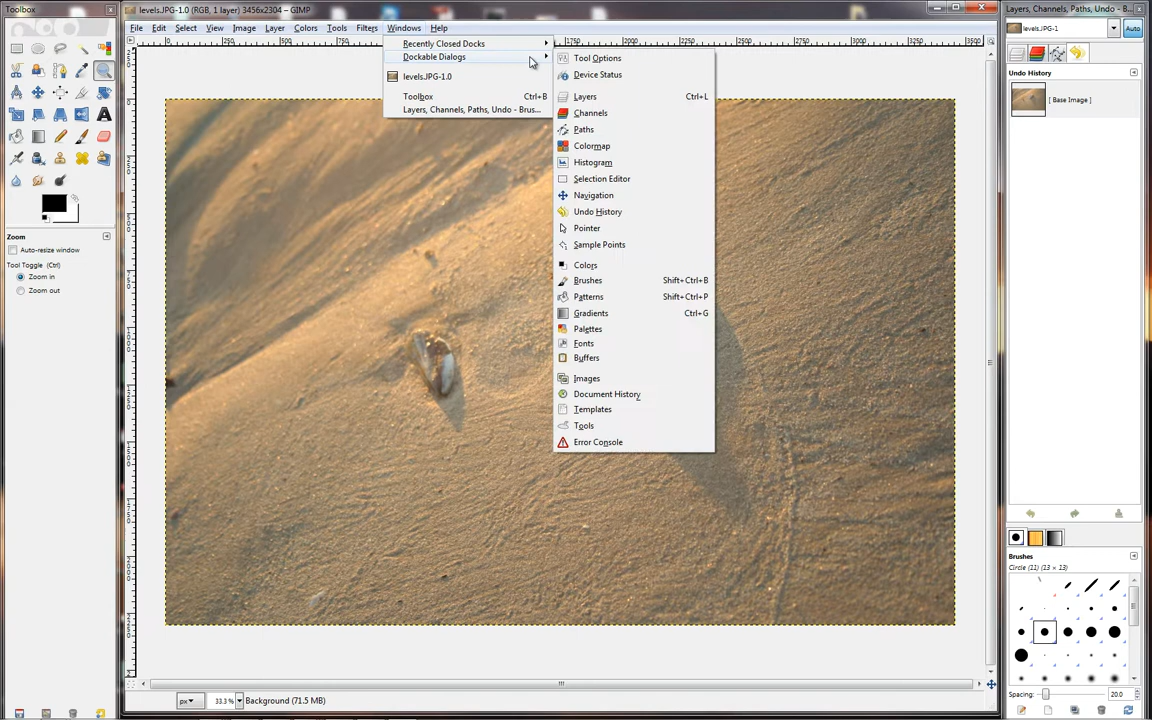 Toolbox
levels.JPG-1.0 (RGB, 1 layer) 3456x2304 – GIMP
Layers, Channels, Paths, Undo - B...
File Edit Select View Image Layer Colors Tools Filters Windows Help
levels.JPG-1
Auto
Recently Closed Docks
Dockable Dialogs
levels.JPG-1.0
Toolbox Ctrl+B
Layers, Channels, Paths, Undo - Brus...
Tool Options
Device Status
Layers Ctrl+L
Channels
Paths
Colormap
Histogram
Selection Editor
Navigation
Undo History
Pointer
Sample Points
Colors
Brushes Shift+Ctrl+B
Patterns Shift+Ctrl+P
Gradients Ctrl+G
Palettes
Fonts
Buffers
Images
Document History
Templates
Tools
Error Console
Undo History
[ Base Image ]
Zoom
Auto-resize window
Tool Toggle (Ctrl)
Zoom in
Zoom out
Brushes
Circle (11) (13 × 13)
Spacing: 20.0
px 33.3 % Background (71.5 MB)